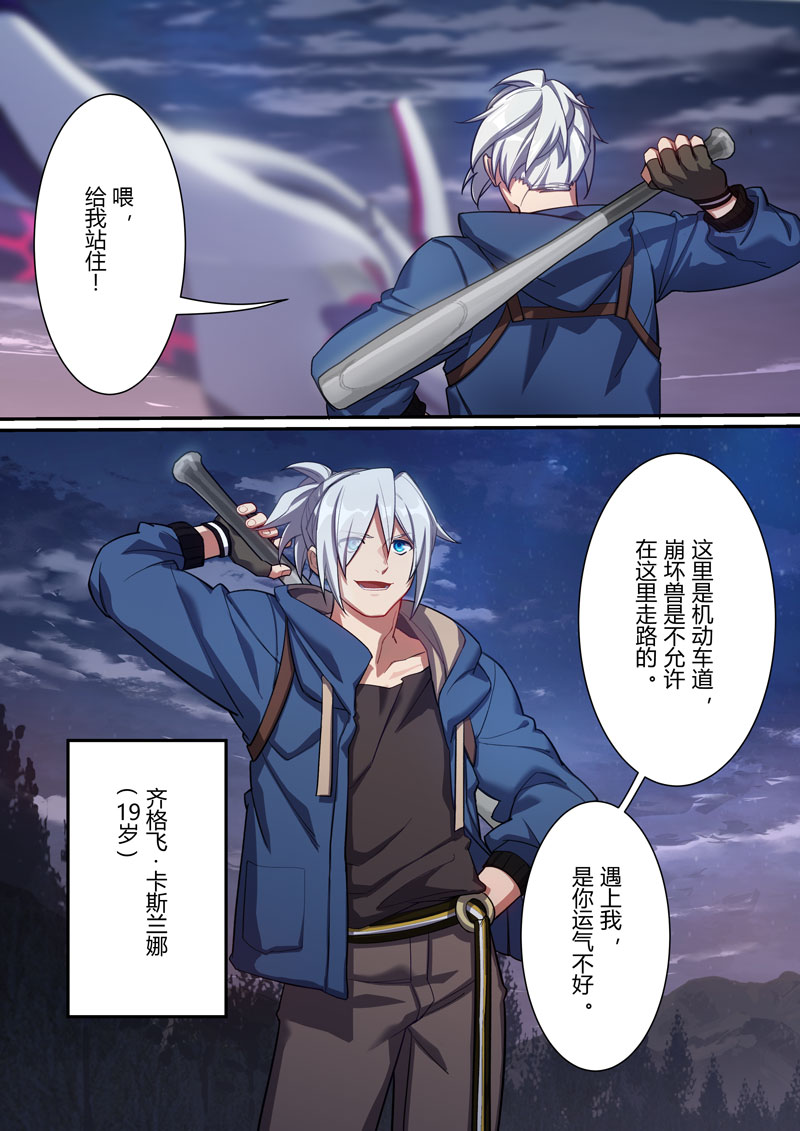 喂，
给我站住！
这里是机动车道，
崩坏兽是不允许
在这里走路的。
遇上我，
是你运气不好。
齐格飞·卡斯兰娜
（19岁）